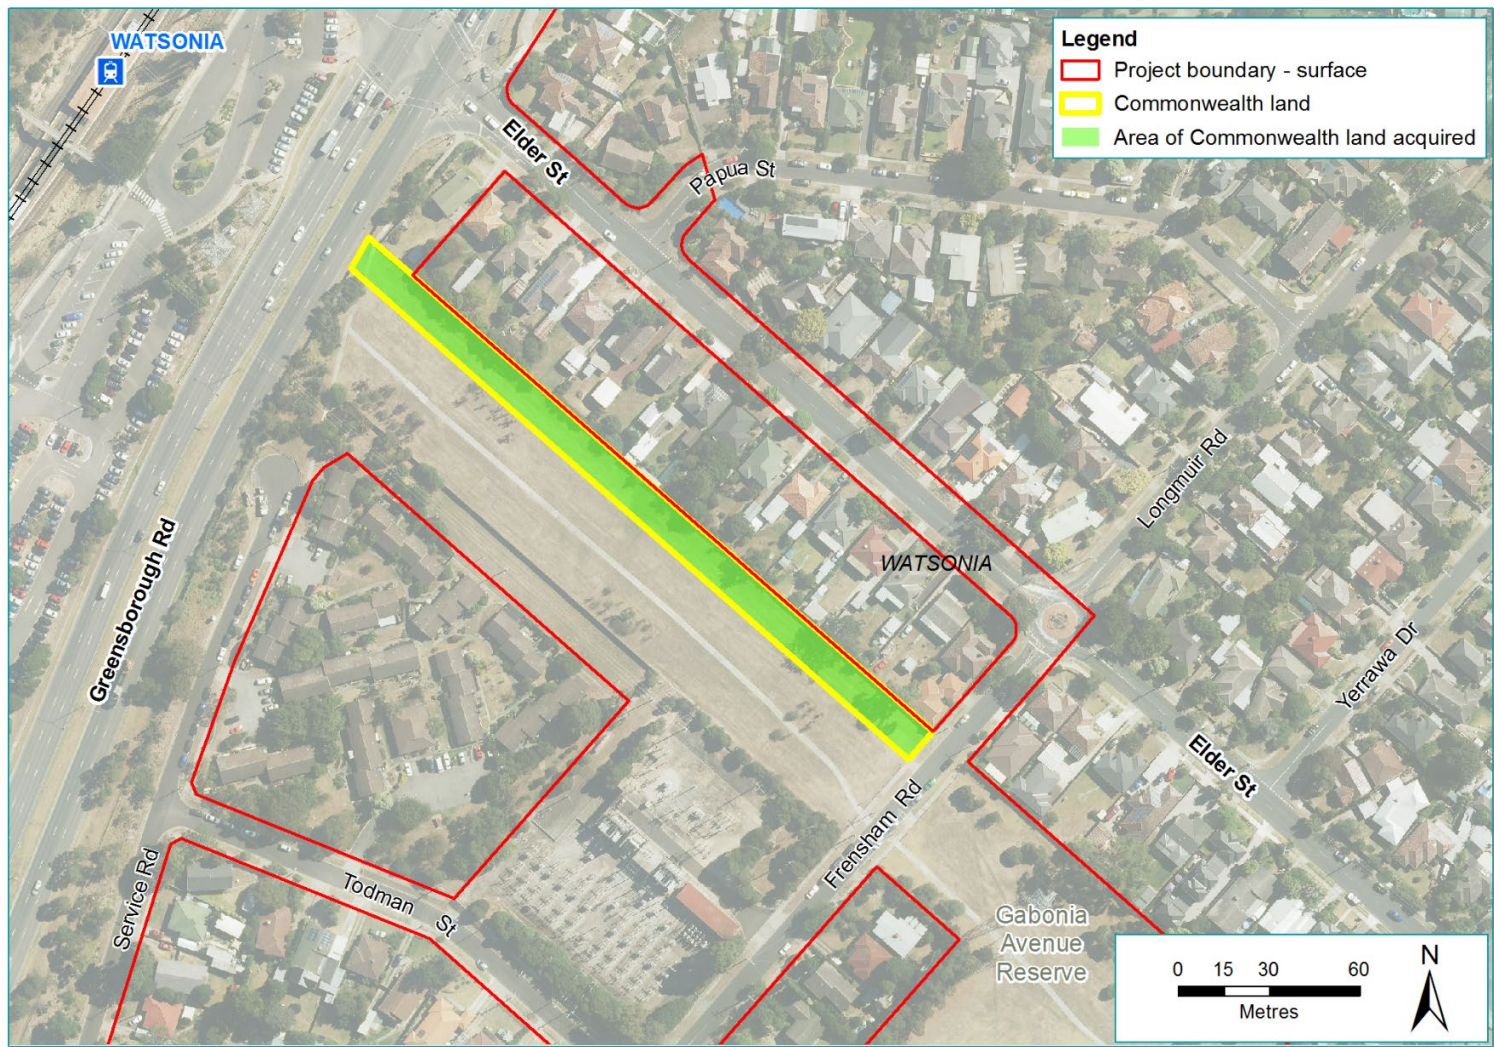 WATSONIA
Legend
Project boundary - surface
Commonwealth land
Area of Commonwealth land acquired
Elder St
Papua St
Longmuir Rd
Greensborough Rd
WATSONIA
Yerrawa Dr
Elder St
Frensham Rd
Service Rd
Todman St
Gabonia
Avenue
Reserve
N
0 15 30 60
Metres